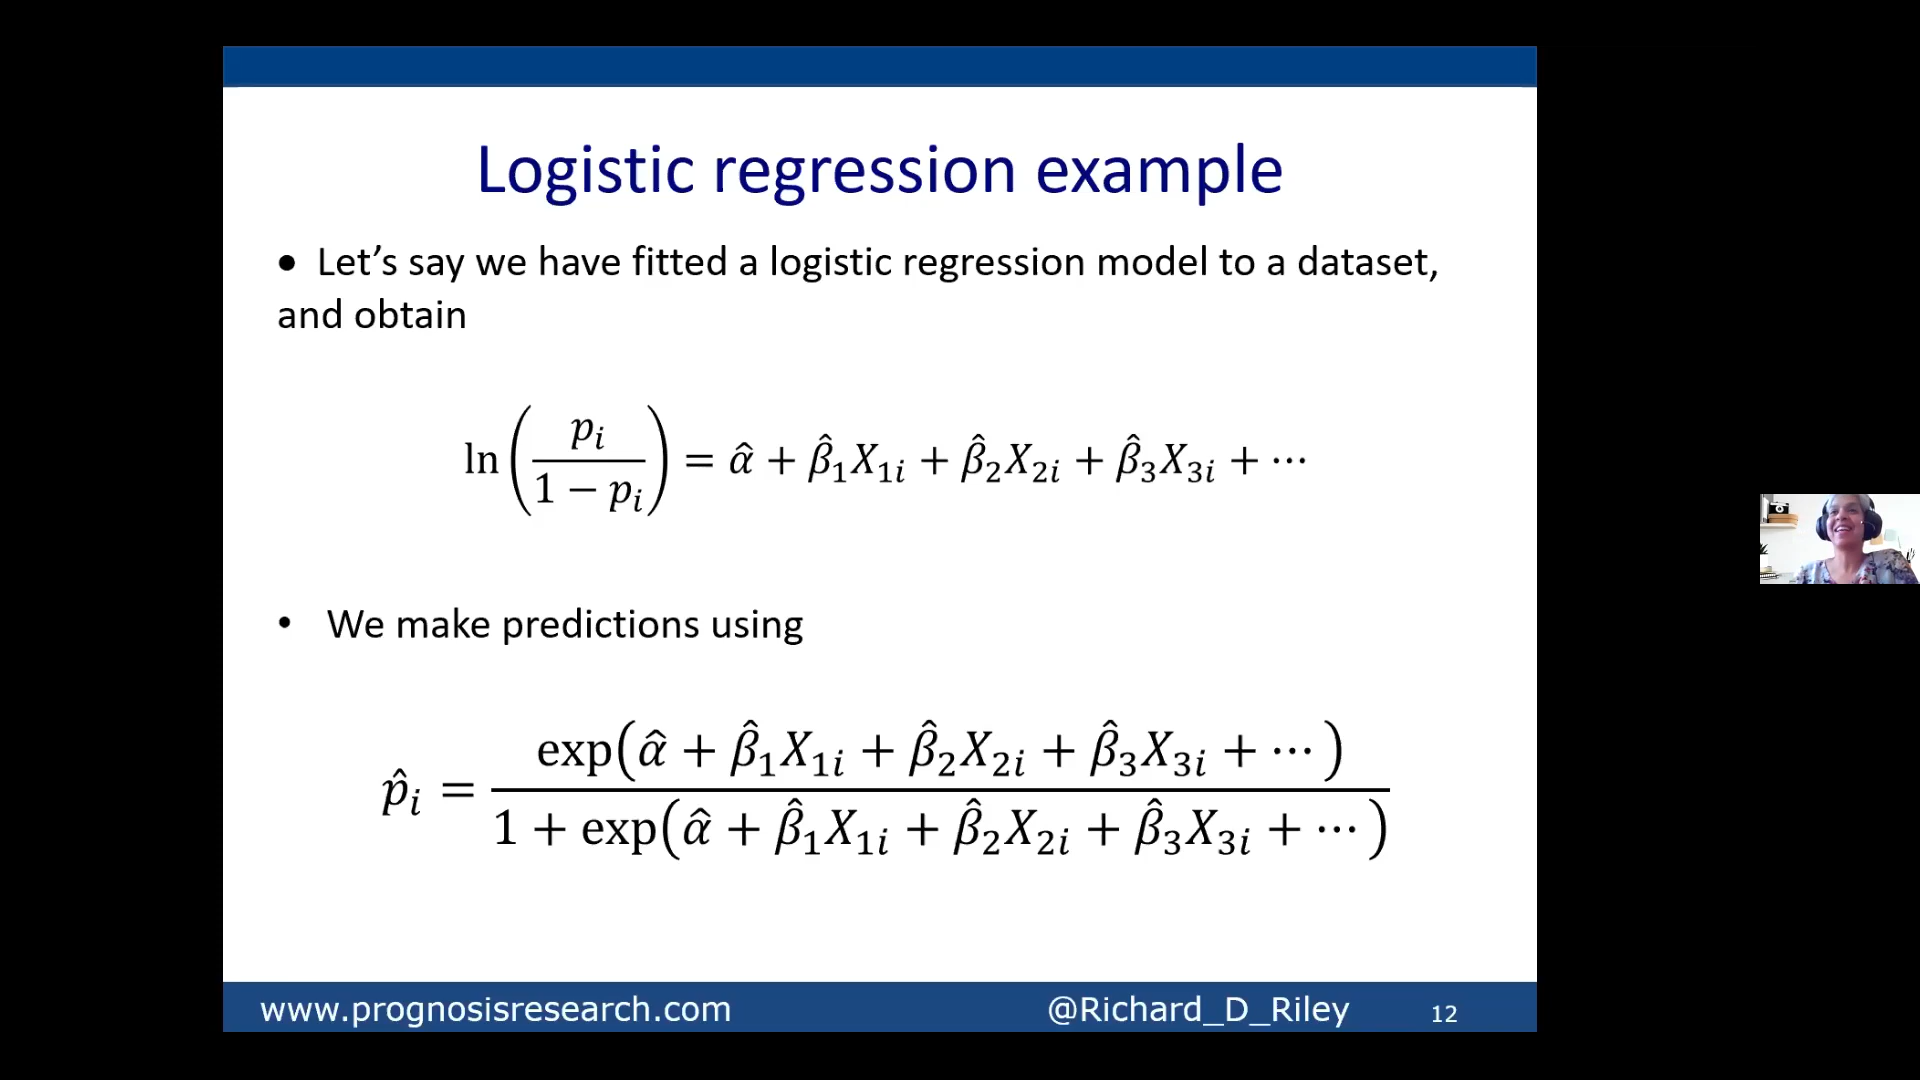 Logistic regression example
• Let’s say we have fitted a logistic regression model to a dataset,
and obtain
ln(p_i / (1 − p_i)) = α̂ + β̂₁X₁ᵢ + β̂₂X₂ᵢ + β̂₃X₃ᵢ + ⋯
• We make predictions using
p̂ᵢ = exp(α̂ + β̂₁X₁ᵢ + β̂₂X₂ᵢ + β̂₃X₃ᵢ + ⋯) / (1 + exp(α̂ + β̂₁X₁ᵢ + β̂₂X₂ᵢ + β̂₃X₃ᵢ + ⋯))
www.prognosisresearch.com @Richard_D_Riley 12